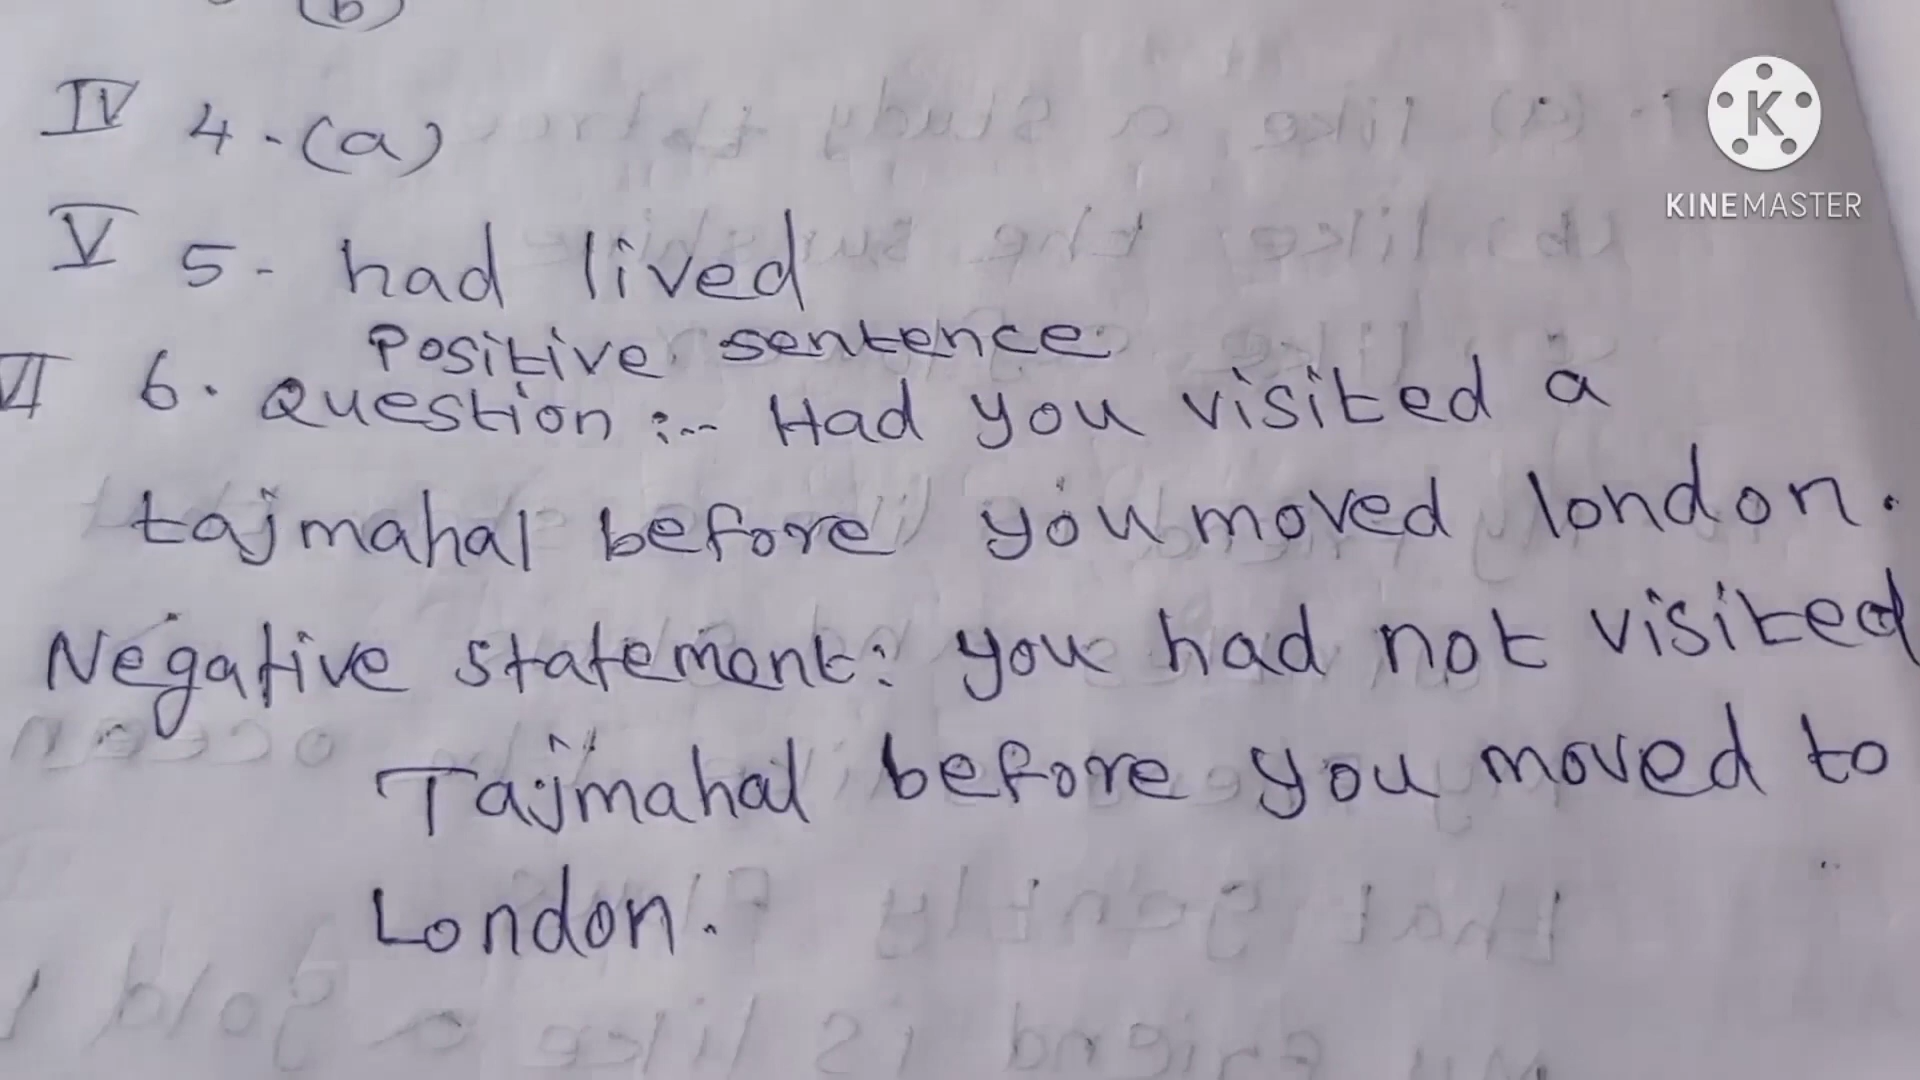 (b)
IV 4-(a)
V 5- had lived
Positive sentence
VI 6. Question :-- Had you visited a
tajmahal before you moved london.
Negative statement: you had not visited
Tajmahal before you moved to
London.
K
KINEMASTER